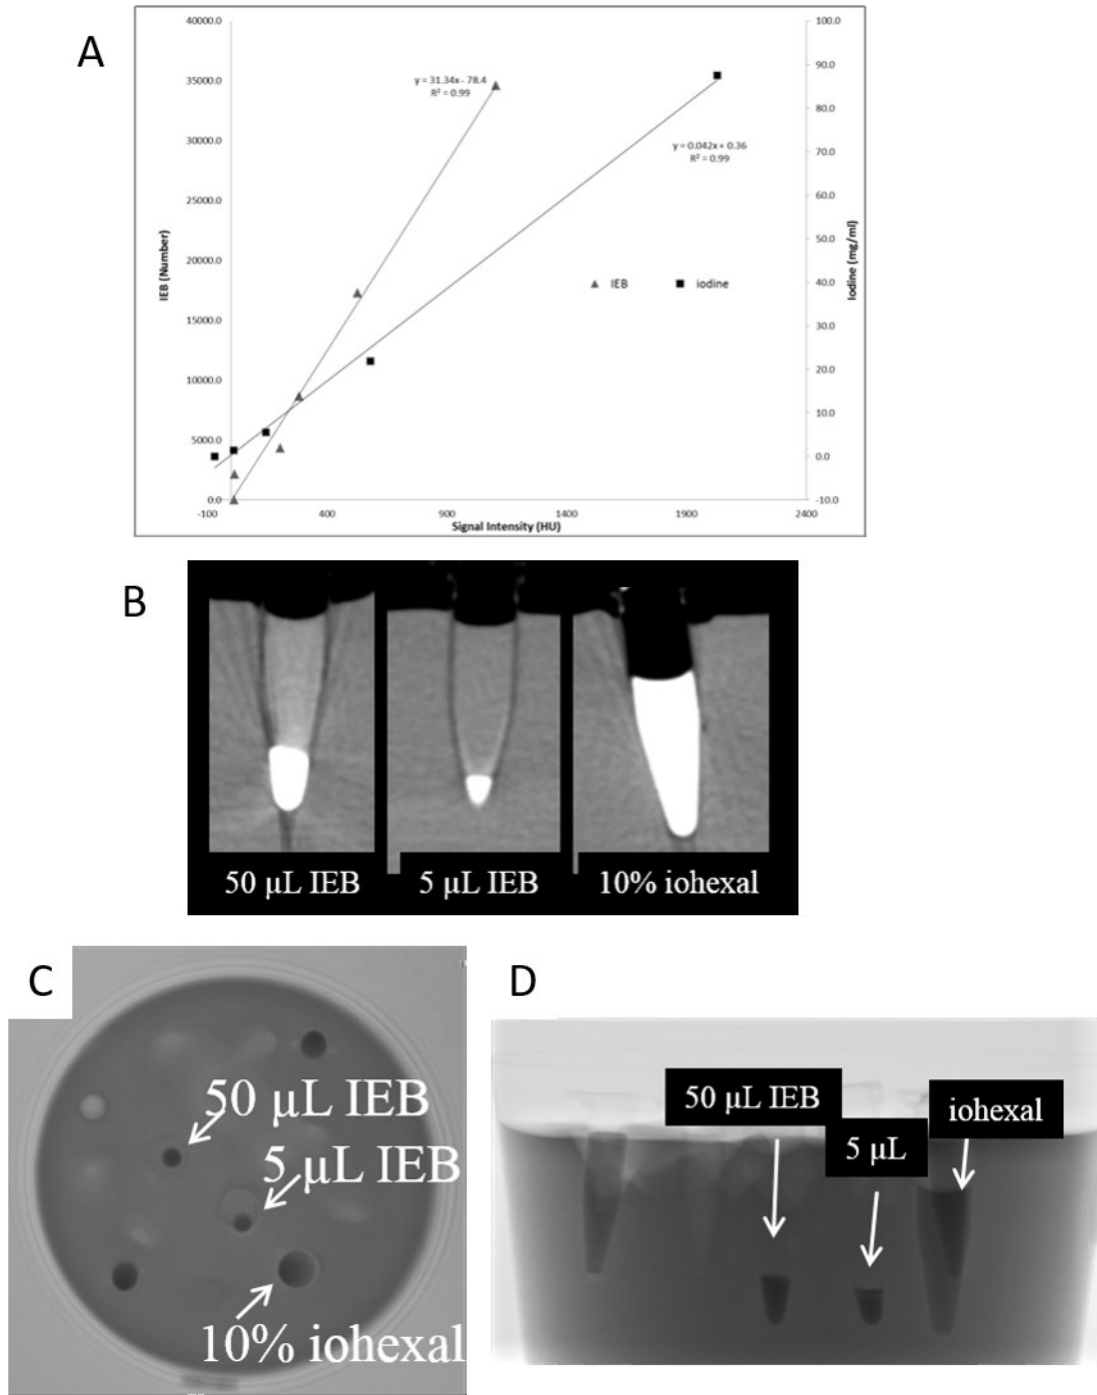 A
40000.0
35000.0
30000.0
25000.0
20000.0
15000.0
10000.0
5000.0
0.0
IEB (Number)
100.0
90.0
80.0
70.0
60.0
50.0
40.0
30.0
20.0
10.0
0.0
-10.0
Iodine (mg/ml)
y = 31.34x - 78.4
R² = 0.99
y = 0.042x + 0.36
R² = 0.99
IEB
iodine
-100
400
900
1400
1900
2400
Signal Intensity (HU)
B
50 µL IEB
5 µL IEB
10% iohexal
C
50 µL IEB
5 µL IEB
10% iohexal
D
50 µL IEB
5 µL
iohexal